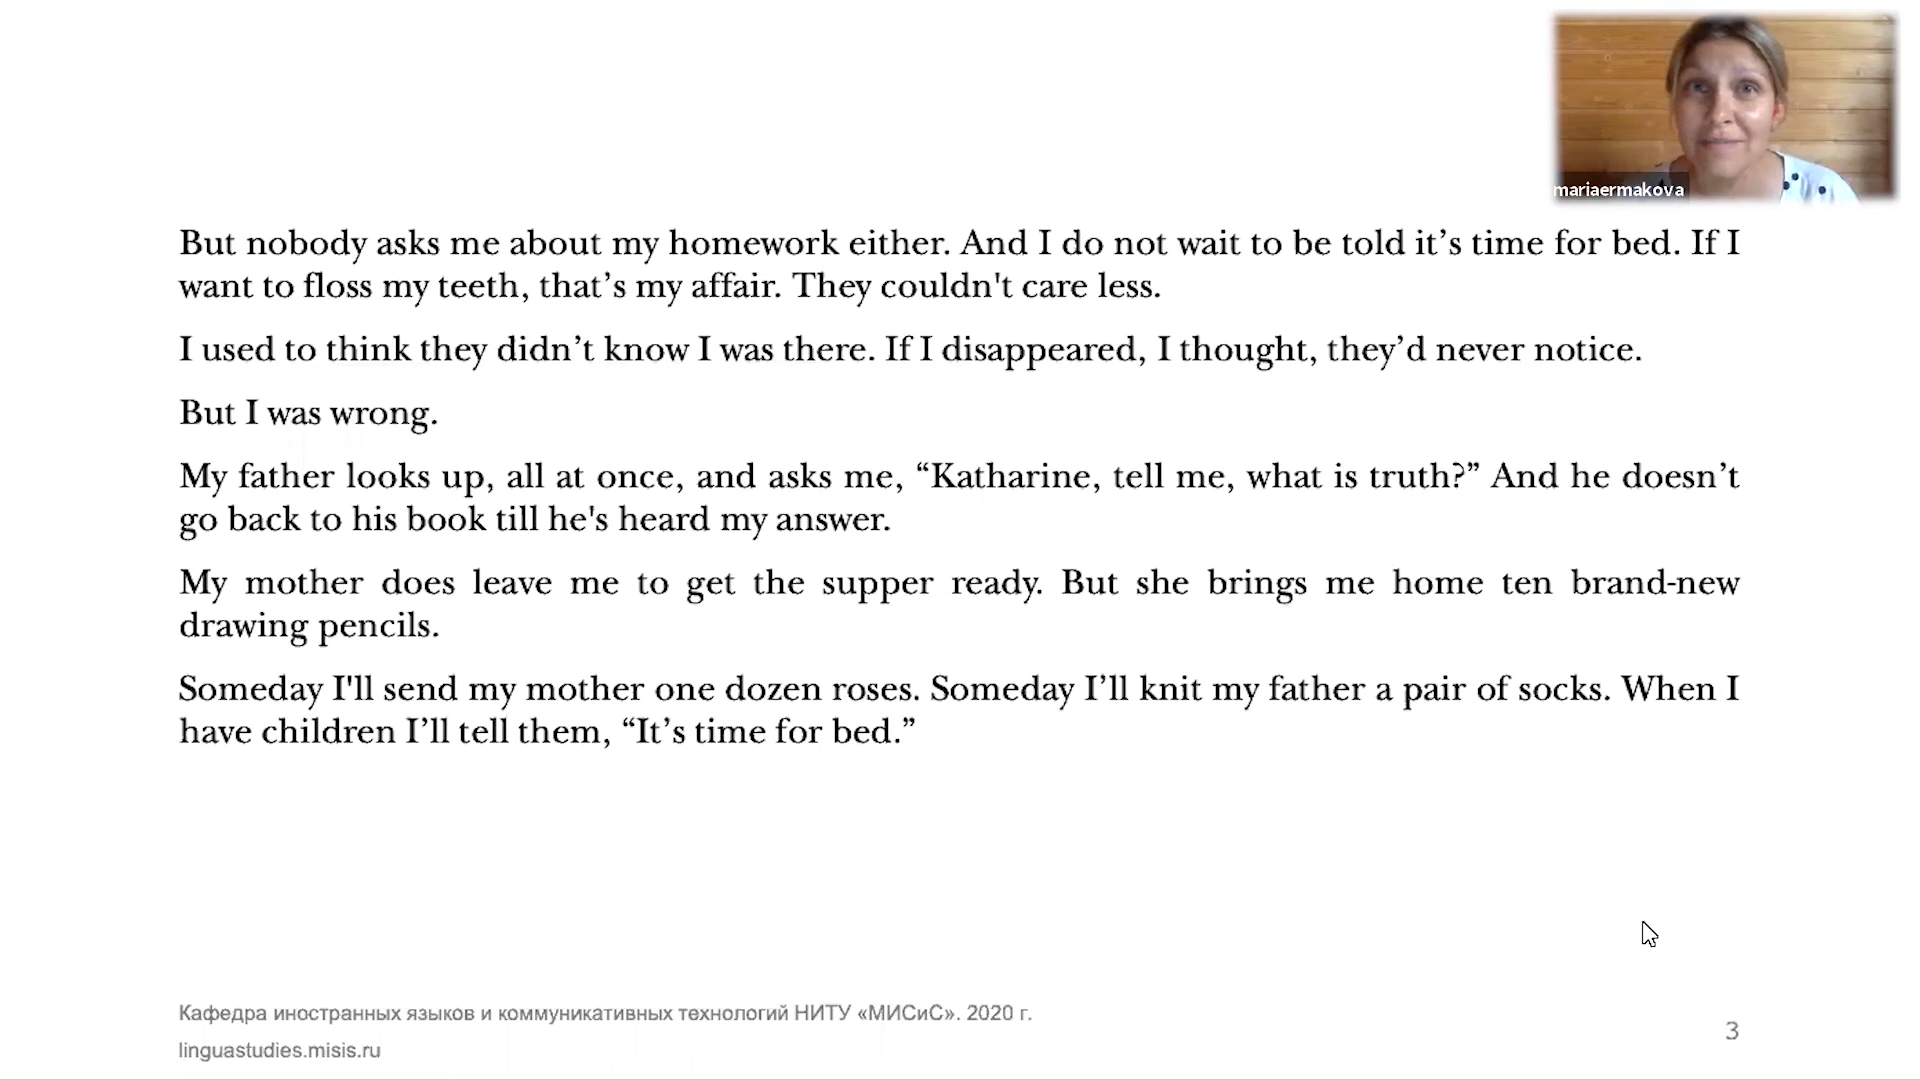 mariaermakova
But nobody asks me about my homework either. And I do not wait to be told it’s time for bed. If I
want to floss my teeth, that’s my affair. They couldn't care less.
I used to think they didn’t know I was there. If I disappeared, I thought, they’d never notice.
But I was wrong.
My father looks up, all at once, and asks me, “Katharine, tell me, what is truth?” And he doesn’t
go back to his book till he's heard my answer.
My mother does leave me to get the supper ready. But she brings me home ten brand-new
drawing pencils.
Someday I'll send my mother one dozen roses. Someday I’ll knit my father a pair of socks. When I
have children I’ll tell them, “It’s time for bed.”
Кафедра иностранных языков и коммуникативных технологий НИТУ «МИСиС». 2020 г.
linguastudies.misis.ru
3